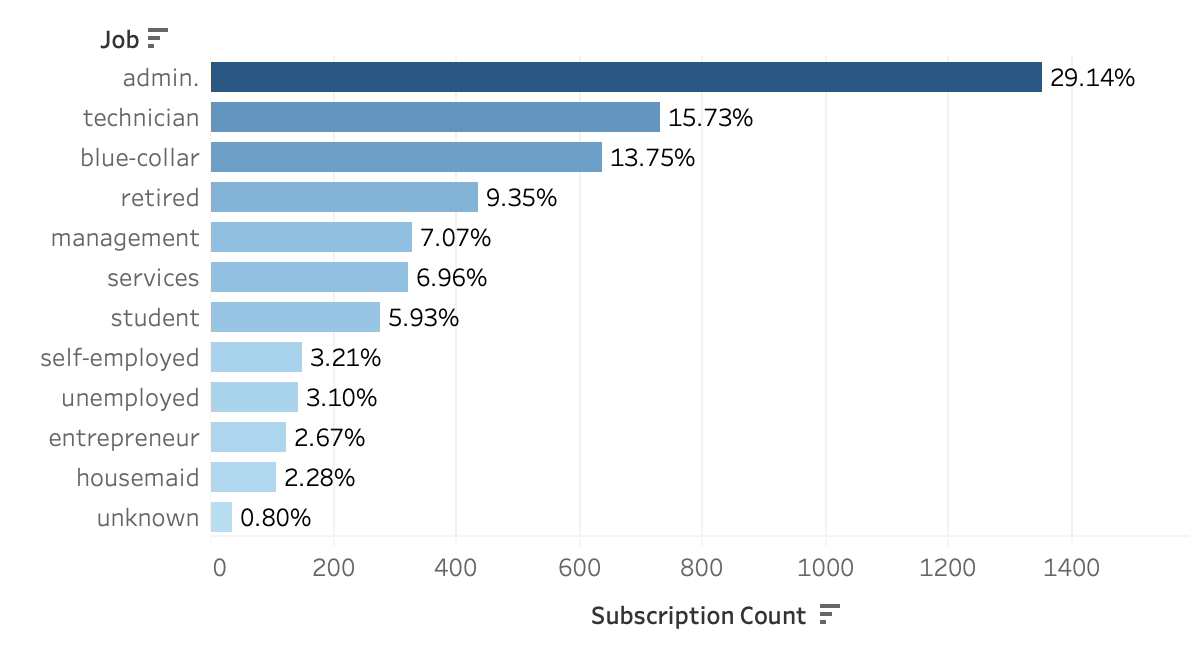 Job
admin. 29.14%
technician 15.73%
blue-collar 13.75%
retired 9.35%
management 7.07%
services 6.96%
student 5.93%
self-employed 3.21%
unemployed 3.10%
entrepreneur 2.67%
housemaid 2.28%
unknown 0.80%
0 200 400 600 800 1000 1200 1400
Subscription Count